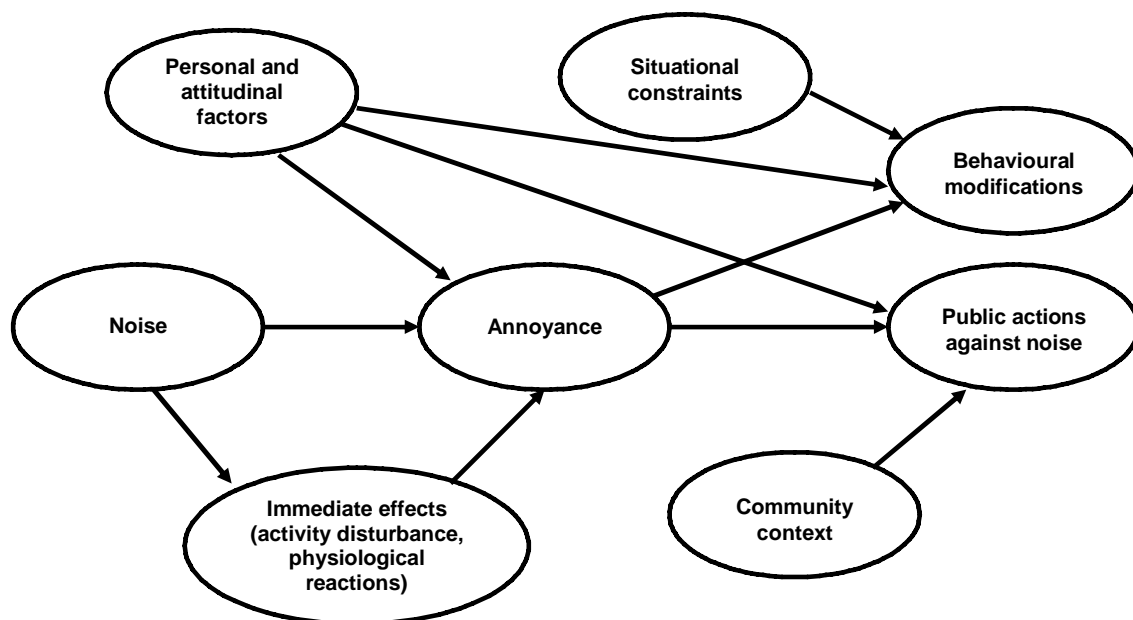 Personal and
attitudinal
factors
Situational
constraints
Behavioural
modifications
Noise
Annoyance
Public actions
against noise
Immediate effects
(activity disturbance,
physiological
reactions)
Community
context